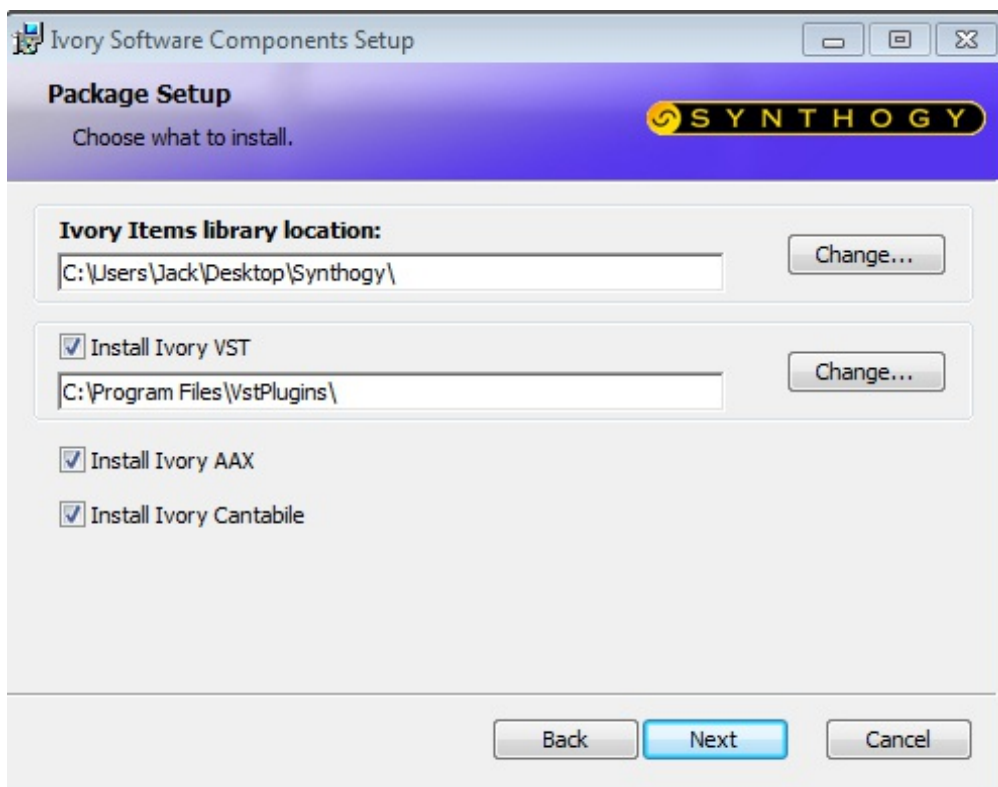 Ivory Software Components Setup
Package Setup
Choose what to install.
SYNTHOGY
Ivory Items library location:
C:\Users\Jack\Desktop\Synthogy\
Change...
Install Ivory VST
C:\Program Files\VstPlugins\
Change...
Install Ivory AAX
Install Ivory Cantabile
Back
Next
Cancel